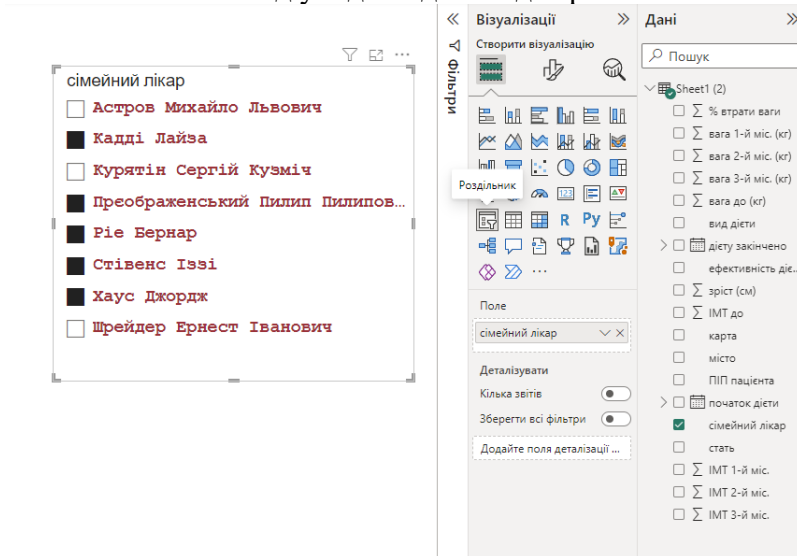 сімейний лікар
Астров Михайло Львович
Кадді Лайза
Курятін Сергій Кузміч
Преображенський Пилип Пилипов...
Ріе Бернар
Стівенс Іззі
Хаус Джордж
Шрейдер Ернест Іванович
Фільтри
Візуалізації
Створити візуалізацію
123
R
Py
Роздільник
Поле
сімейний лікар
Деталізувати
Кілька звітів
Зберегти всі фільтри
Додайте поля деталізації ...
Дані
Пошук
Sheet1 (2)
∑ % втрати ваги
∑ вага 1-й міс. (кг)
∑ вага 2-й міс. (кг)
∑ вага 3-й міс. (кг)
∑ вага до (кг)
вид дієти
дієту закінчено
ефективність діє...
∑ зріст (см)
∑ ІМТ до
карта
місто
ПІП пацієнта
початок дієти
сімейний лікар
стать
∑ ІМТ 1-й міс.
∑ ІМТ 2-й міс.
∑ ІМТ 3-й міс.